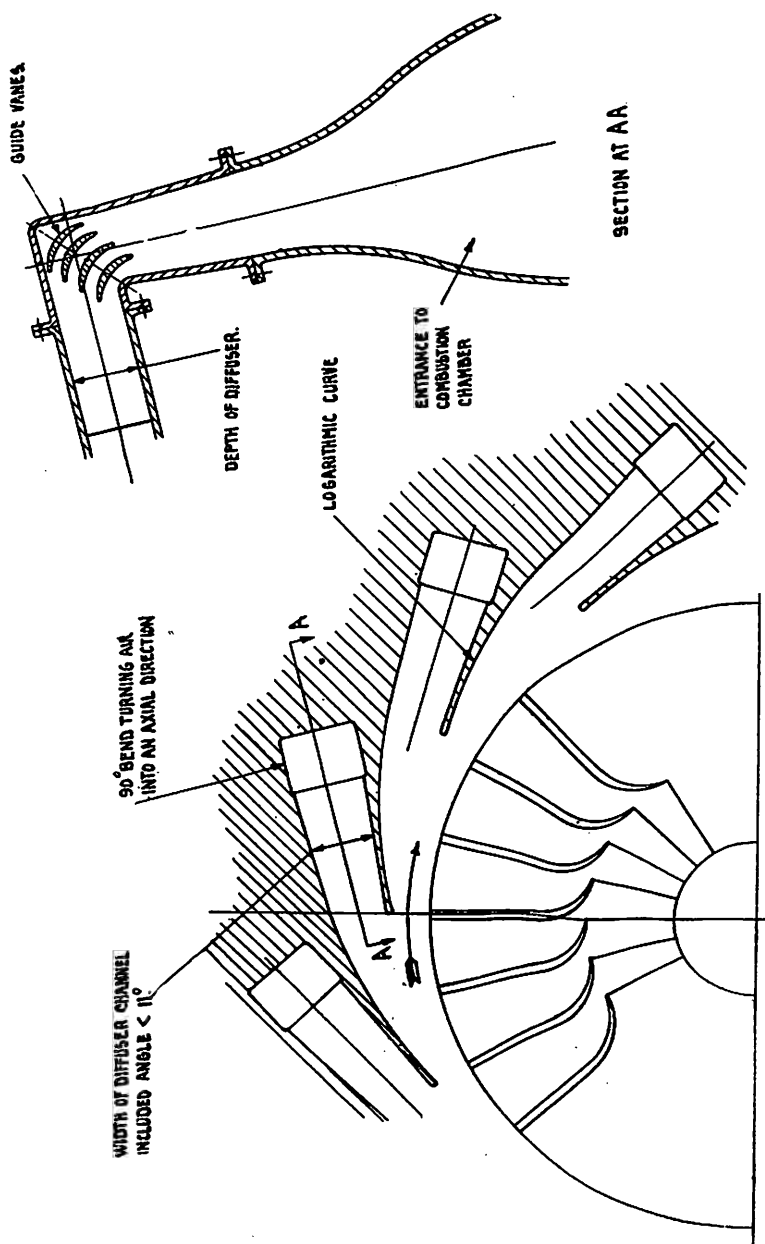 WIDTH OF DIFFUSER CHANNEL
INCLUDED ANGLE < 11°.
90° BEND TURNING AIR
INTO AN AXIAL DIRECTION
LOGARITHMIC CURVE
A
A
GUIDE VANES.
DEPTH OF DIFFUSER.
ENTRANCE TO
COMBUSTION
CHAMBER
SECTION AT AA